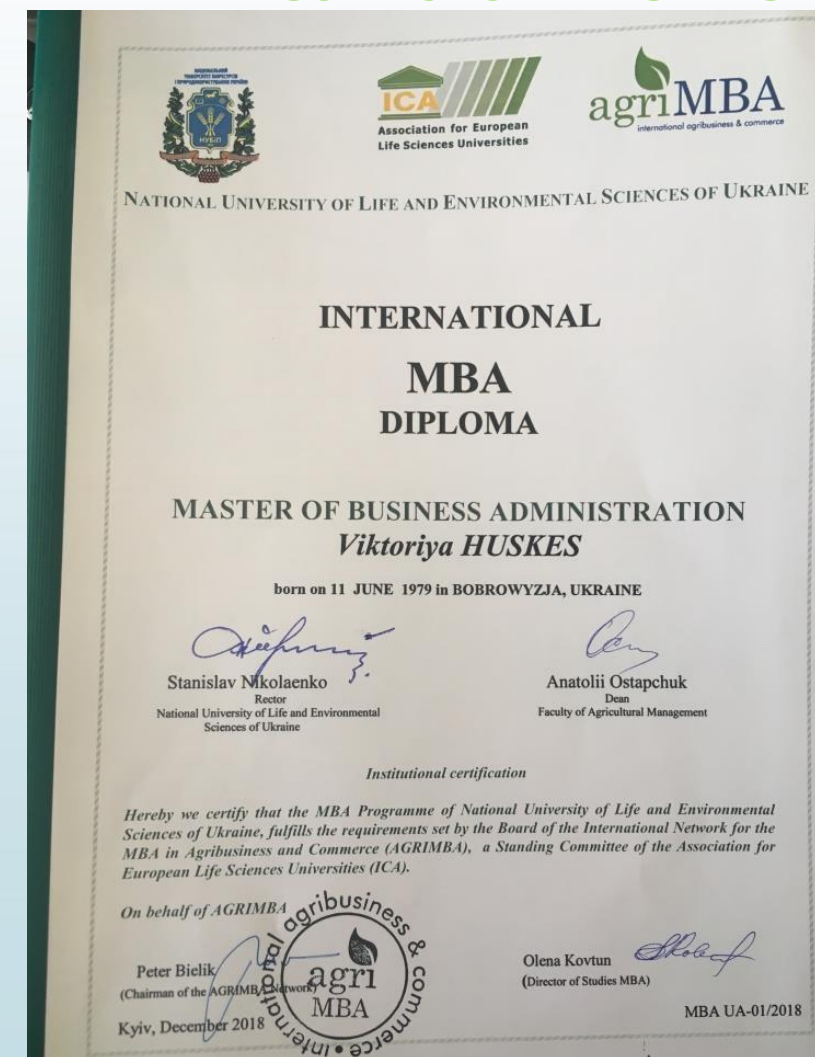 НАЦІОНАЛЬНИЙ
УНІВЕРСИТЕТ БІОРЕСУРСІВ
І ПРИРОДОКОРИСТУВАННЯ УКРАЇНИ
НУБіП
ICA
Association for European
Life Sciences Universities
agriMBA
international agribusiness & commerce
NATIONAL UNIVERSITY OF LIFE AND ENVIRONMENTAL SCIENCES OF UKRAINE
INTERNATIONAL
MBA
DIPLOMA
MASTER OF BUSINESS ADMINISTRATION
Viktoriya HUSKES
born on 11 JUNE 1979 in BOBROWYZJA, UKRAINE
Stanislav Nikolaenko
Rector
National University of Life and Environmental
Sciences of Ukraine
Anatolii Ostapchuk
Dean
Faculty of Agricultural Management
Institutional certification
Hereby we certify that the MBA Programme of National University of Life and Environmental
Sciences of Ukraine, fulfills the requirements set by the Board of the International Network for the
MBA in Agribusiness and Commerce (AGRIMBA), a Standing Committee of the Association for
European Life Sciences Universities (ICA).
On behalf of AGRIMBA
Peter Bielik
(Chairman of the AGRIMBA Network)
Kyiv, December 2018
international agribusiness & commerce
agri
MBA
Olena Kovtun
(Director of Studies MBA)
MBA UA-01/2018